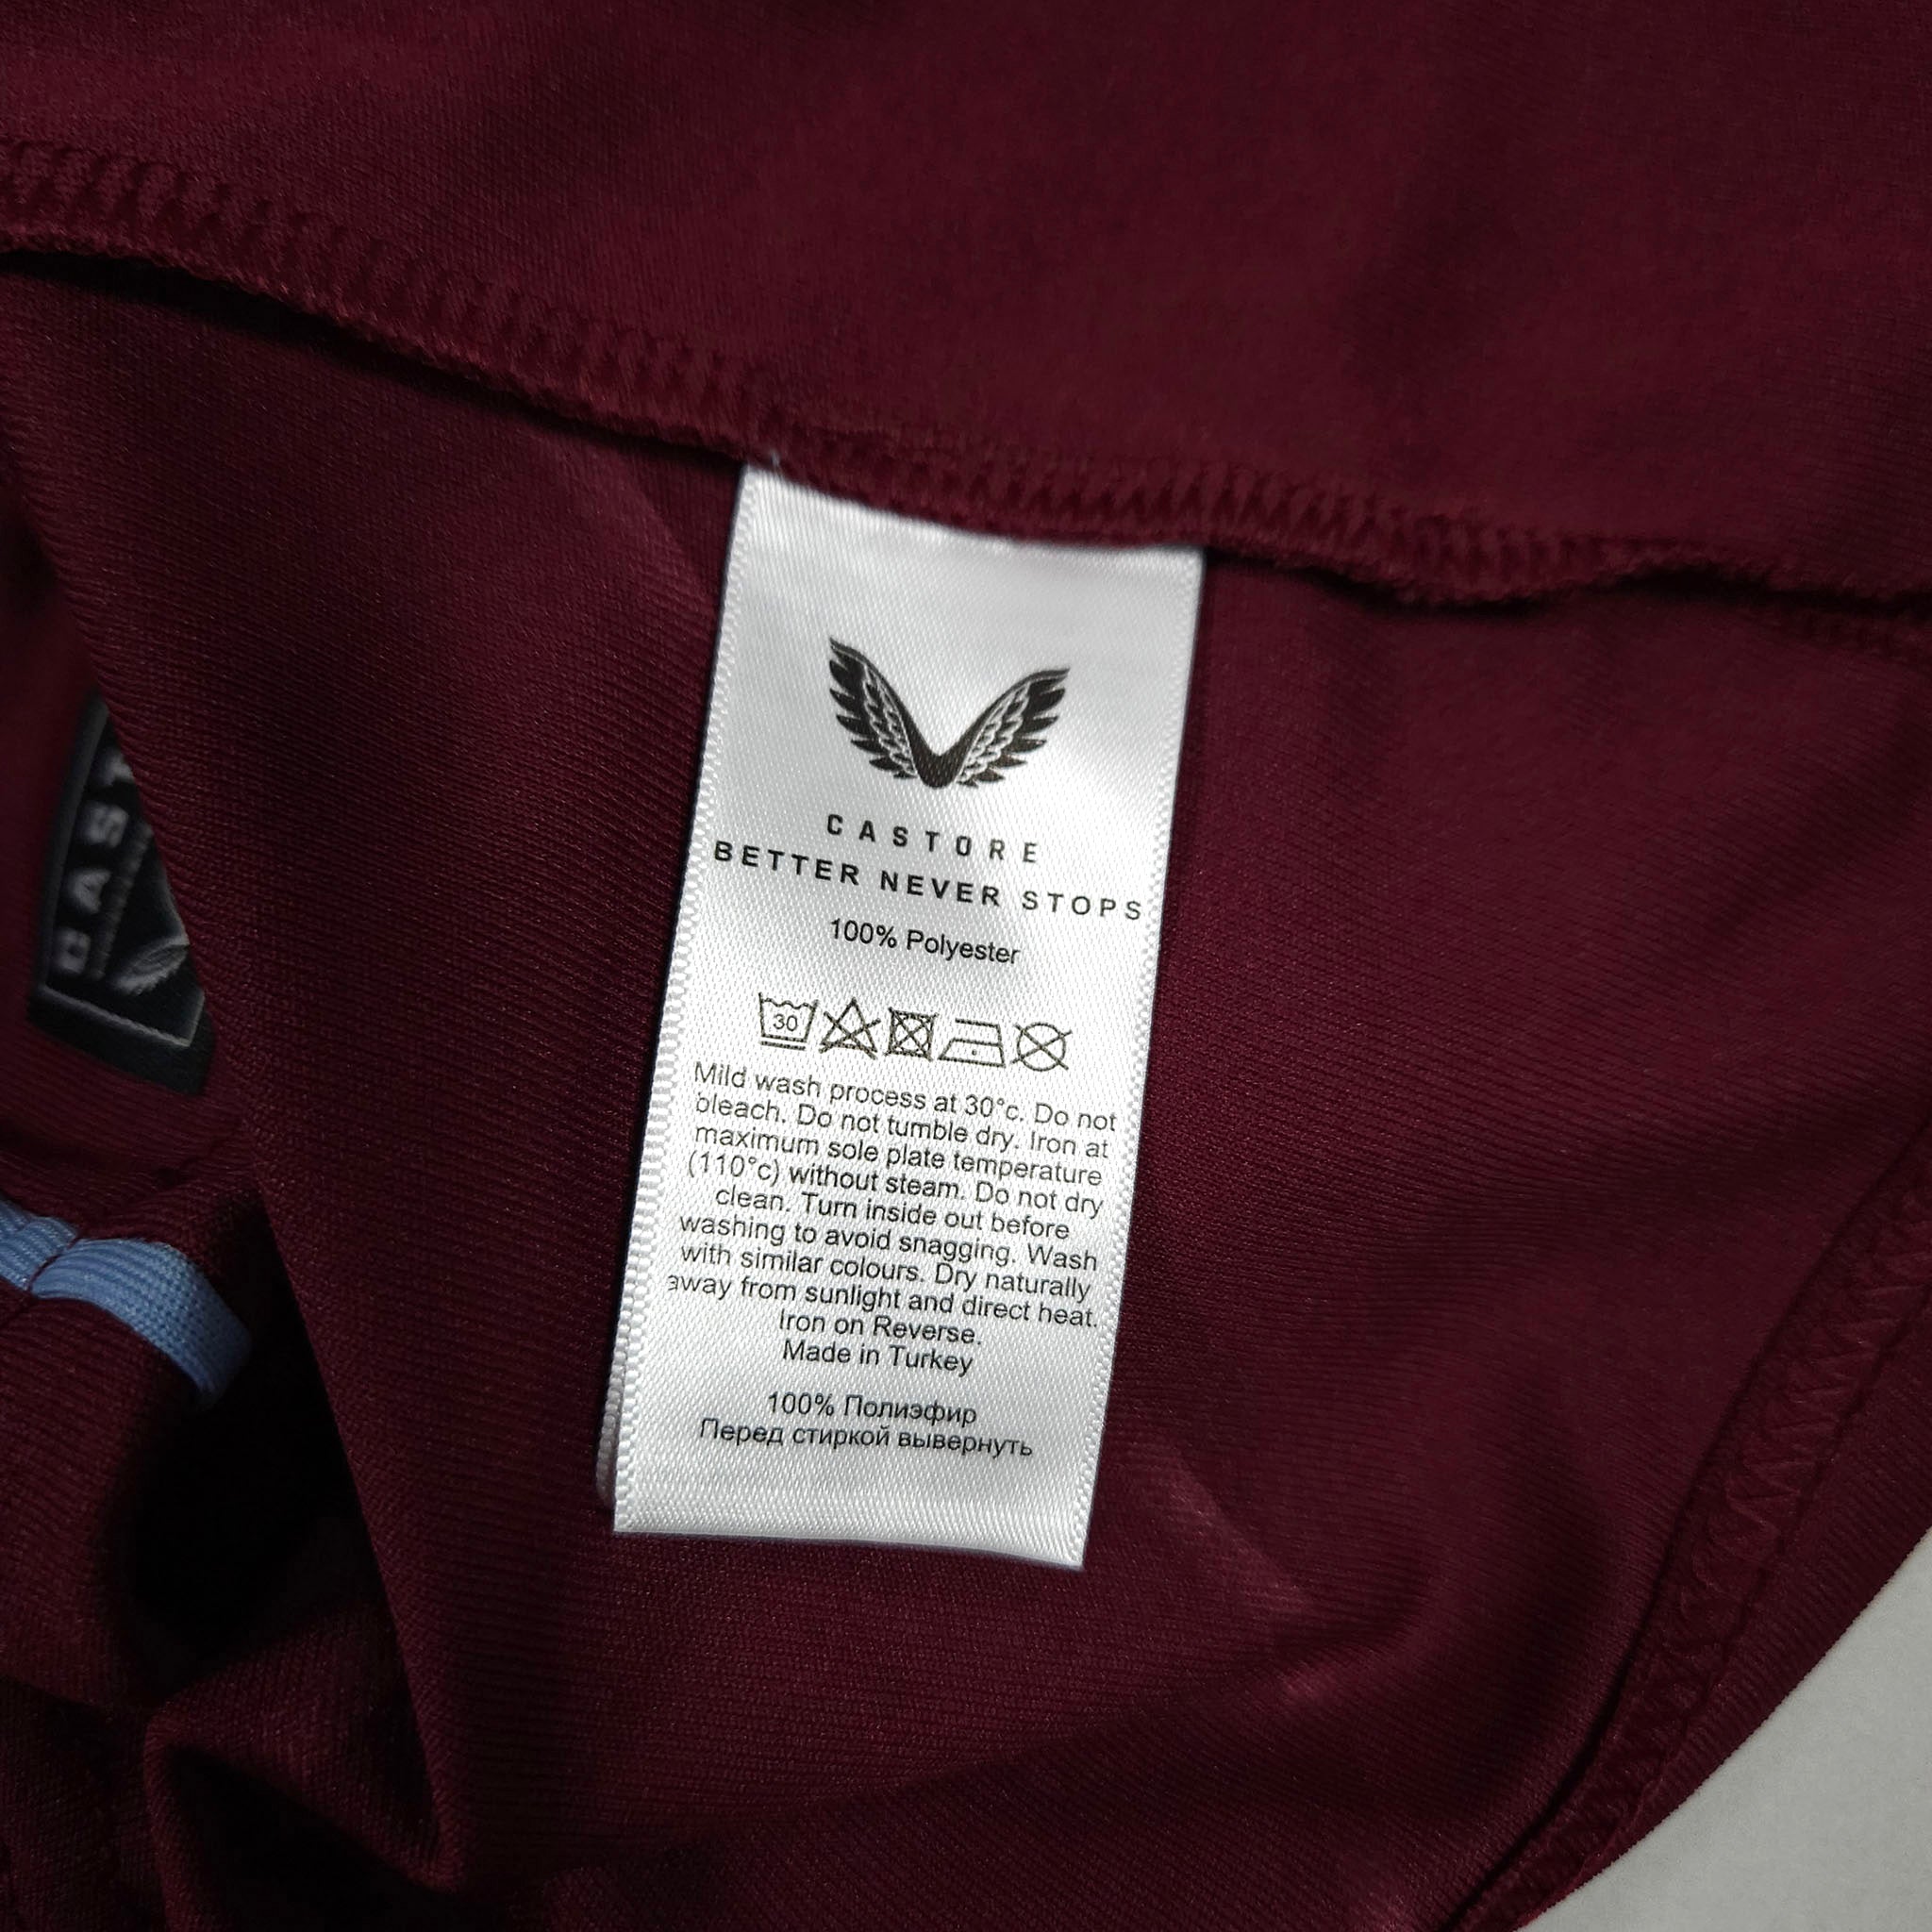 CASTORE
BETTER NEVER STOPS
100% Polyester
30
Mild wash process at 30°c. Do not
bleach. Do not tumble dry. Iron at
maximum sole plate temperature
(110°c) without steam. Do not dry
clean. Turn inside out before
washing to avoid snagging. Wash
with similar colours. Dry naturally
away from sunlight and direct heat.
Iron on Reverse.
Made in Turkey
100% Полиэфир
Перед стиркой вывернуть
CAST